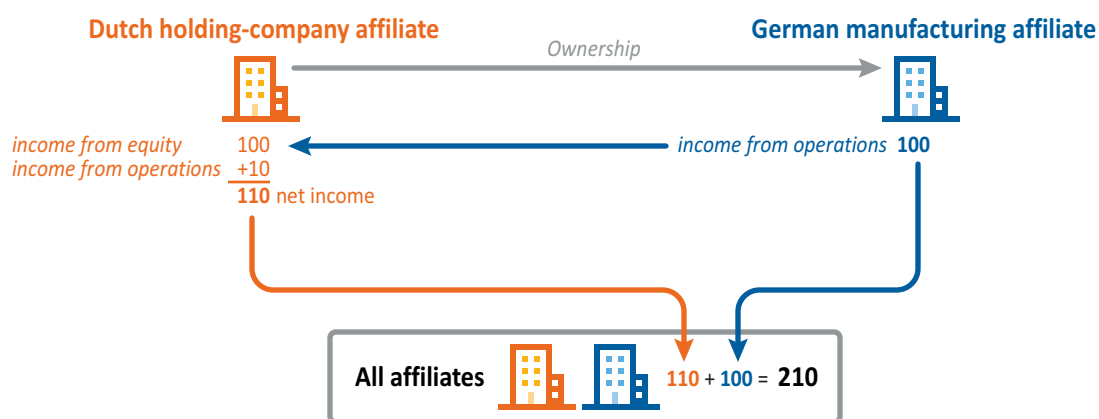 Dutch holding-company affiliate
German manufacturing affiliate
Ownership
income from equity 100
income from operations 100
income from operations +10
110 net income
All affiliates 110 + 100 = 210